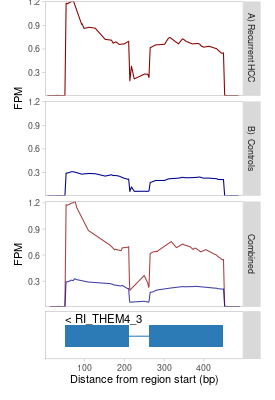 1.2
0.9
0.6
0.3
FPM
A) Recurrent HCC
1.2
0.9
0.6
0.3
B) Controls
1.2
0.9
0.6
0.3
FPM
Combined
< RI_THEM4_3
100 200 300 400
Distance from region start (bp)